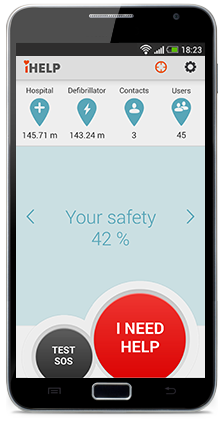 18:23
iHELP
Hospital Defibrillator Contacts Users
145.71 m 143.24 m 3 45
Your safety
42 %
I NEED
HELP
TEST
SOS